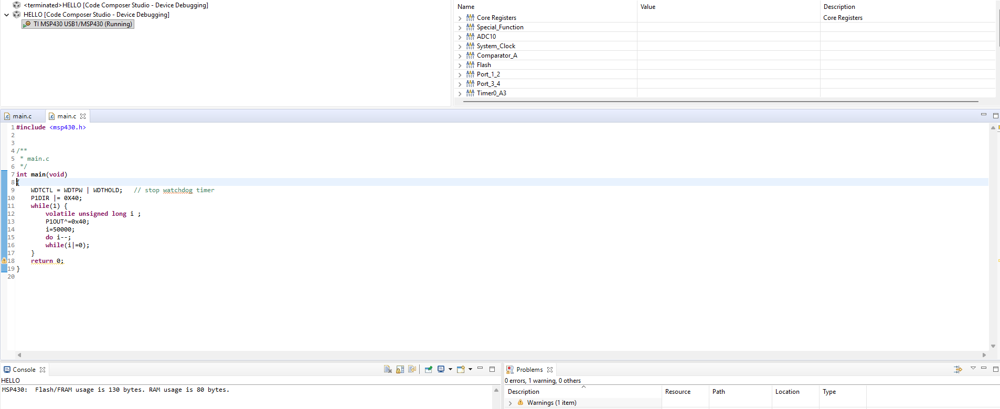 <terminated>HELLO [Code Composer Studio - Device Debugging]
HELLO [Code Composer Studio - Device Debugging]
TI MSP430 USB1/MSP430 (Running)
Name Value Description
Core Registers Core Registers
Special_Function
ADC10
System_Clock
Comparator_A
Flash
Port_1_2
Port_3_4
Timer0_A3
main.c main.c
1 #include <msp430.h>
2
3
4 /**
5  * main.c
6  */
7 int main(void)
8 {
9     WDTCTL = WDTPW | WDTHOLD;   // stop watchdog timer
10     P1DIR |= 0X40;
11     while(1) {
12         volatile unsigned long i ;
13         P1OUT^=0x40;
14         i=50000;
15         do i--;
16         while(i|=0);
17     }
18     return 0;
19 }
20
Console
HELLO
MSP430:  Flash/FRAM usage is 130 bytes. RAM usage is 80 bytes.
Problems
0 errors, 1 warning, 0 others
Description Resource Path Location Type
Warnings (1 item)